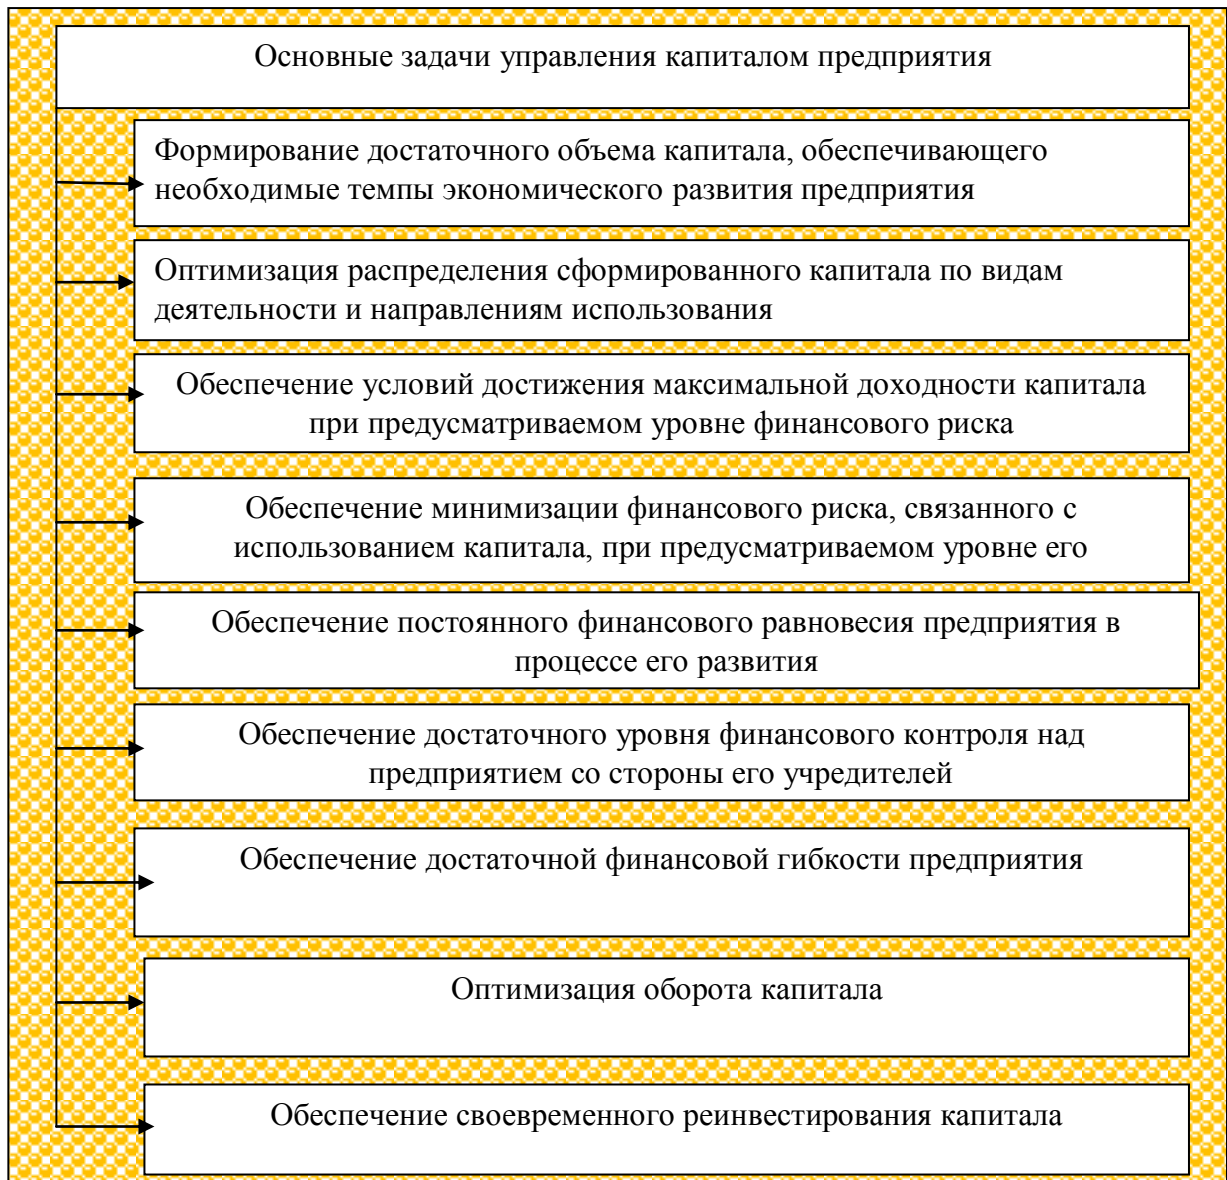 Основные задачи управления капиталом предприятия
Формирование достаточного объема капитала, обеспечивающего
необходимые темпы экономического развития предприятия
Оптимизация распределения сформированного капитала по видам
деятельности и направлениям использования
Обеспечение условий достижения максимальной доходности капитала
при предусматриваемом уровне финансового риска
Обеспечение минимизации финансового риска, связанного с
использованием капитала, при предусматриваемом уровне его
Обеспечение постоянного финансового равновесия предприятия в
процессе его развития
Обеспечение достаточного уровня финансового контроля над
предприятием со стороны его учредителей
Обеспечение достаточной финансовой гибкости предприятия
Оптимизация оборота капитала
Обеспечение своевременного реинвестирования капитала